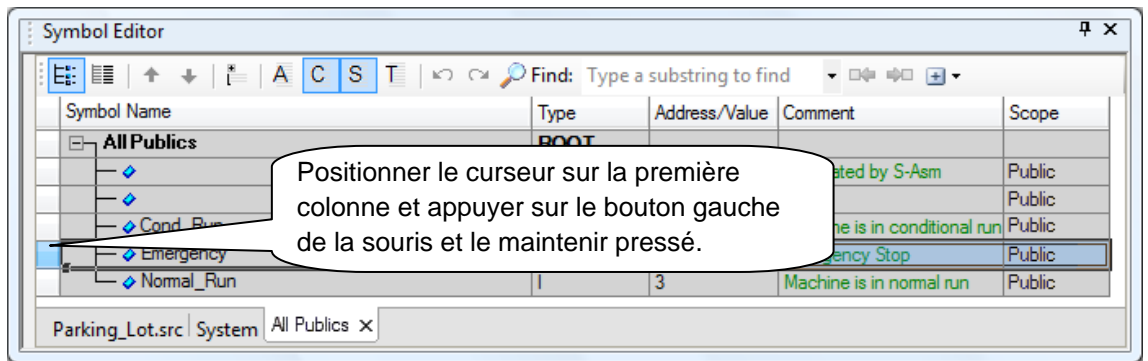 Symbol Editor
A C S T Find: Type a substring to find
Symbol Name Type Address/Value Comment Scope
All Publics ROOT
by S-Asm Public
Public
Cond_Run is in conditional run Public
Emergency Stop Public
Normal_Run I 3 Machine is in normal run Public
Positionner le curseur sur la première
colonne et appuyer sur le bouton gauche
de la souris et le maintenir pressé.
Parking_Lot.src System All Publics